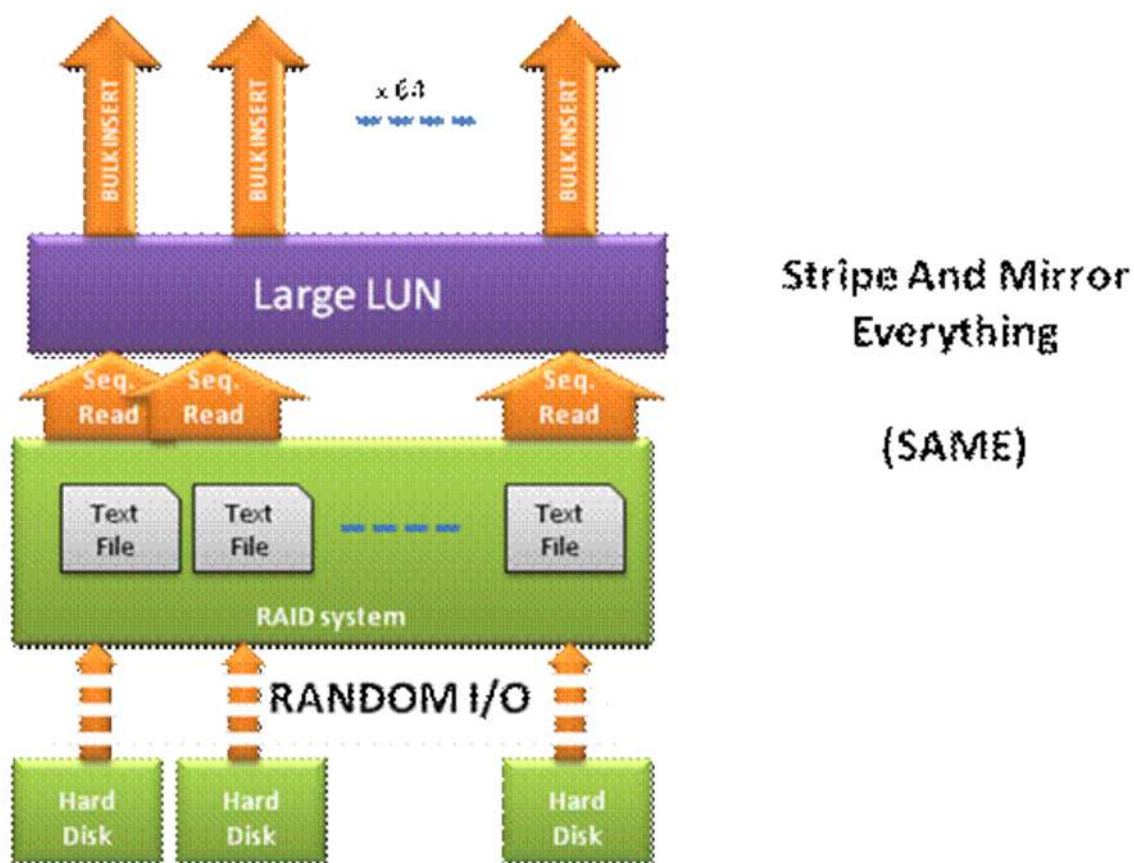 BULK INSERT
BULK INSERT
x 64
BULK INSERT
Large LUN
Stripe And Mirror
Everything
(SAME)
Seq.
Read
Seq.
Read
Seq.
Read
Text
File
Text
File
Text
File
RAID system
RANDOM I/O
Hard
Disk
Hard
Disk
Hard
Disk